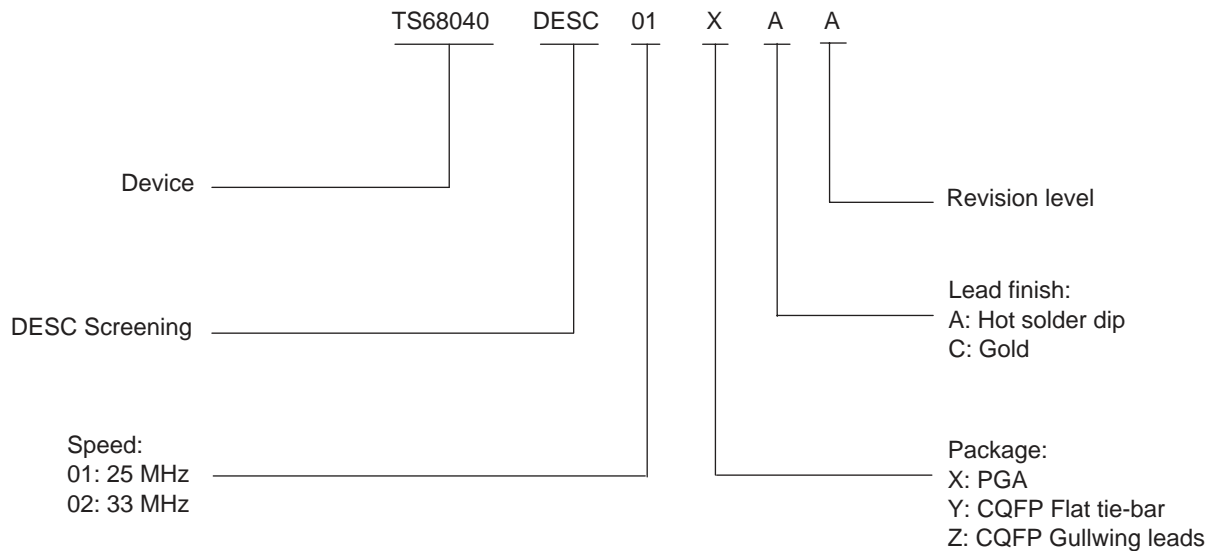 TS68040 DESC 01 X A A
Device
Revision level
DESC Screening
Lead finish:
A: Hot solder dip
C: Gold
Speed:
01: 25 MHz
02: 33 MHz
Package:
X: PGA
Y: CQFP Flat tie-bar
Z: CQFP Gullwing leads